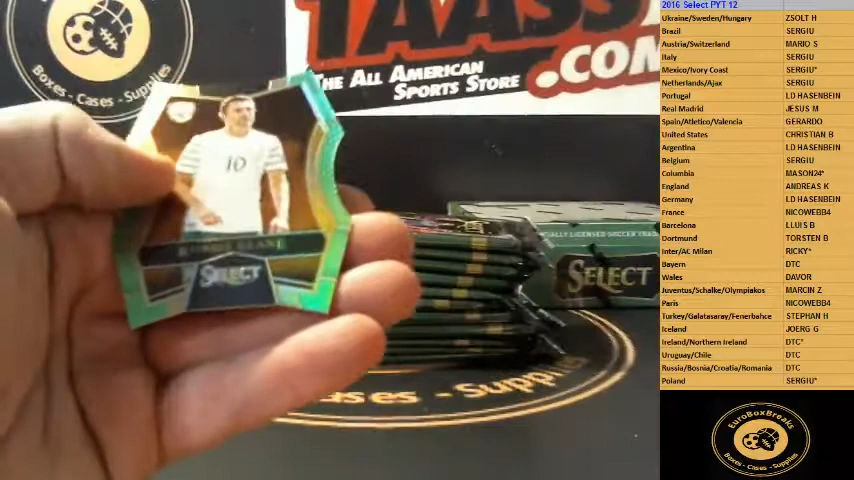 Boxes - Cases - Supplies
TAASS
THE ALL AMERICAN
SPORTS STORE
.COM
10
SELECT
SELECT
Cases - Supplies
2016 Select PYT 12
Ukraine/Sweden/Hungary ZSOLT H
Brazil SERGIU
Austria/Switzerland MARIO S
Italy SERGIU
Mexico/Ivory Coast SERGIU*
Netherlands/Ajax SERGIU
Portugal LD HASENBEIN
Real Madrid JESUS M
Spain/Atletico/Valencia GERARDO
United States CHRISTIAN B
Argentina LD HASENBEIN
Belgium SERGIU
Columbia MASON24*
England ANDREAS K
Germany LD HASENBEIN
France NICOWEBB4
Barcelona LLUIS B
Dortmund TORSTEN B
Inter/AC Milan RICKY*
Bayern DTC
Wales DAVOR
Juventus/Schalke/Olympiakos MARCIN Z
Paris NICOWEBB4
Turkey/Galatasaray/Fenerbahce STEPHAN H
Iceland JOERG G
Ireland/Northern Ireland DTC*
Uruguay/Chile DTC
Russia/Bosnia/Croatia/Romania DTC
Poland SERGIU*
EuroBoxBreaks
Boxes - Cases - Supplies